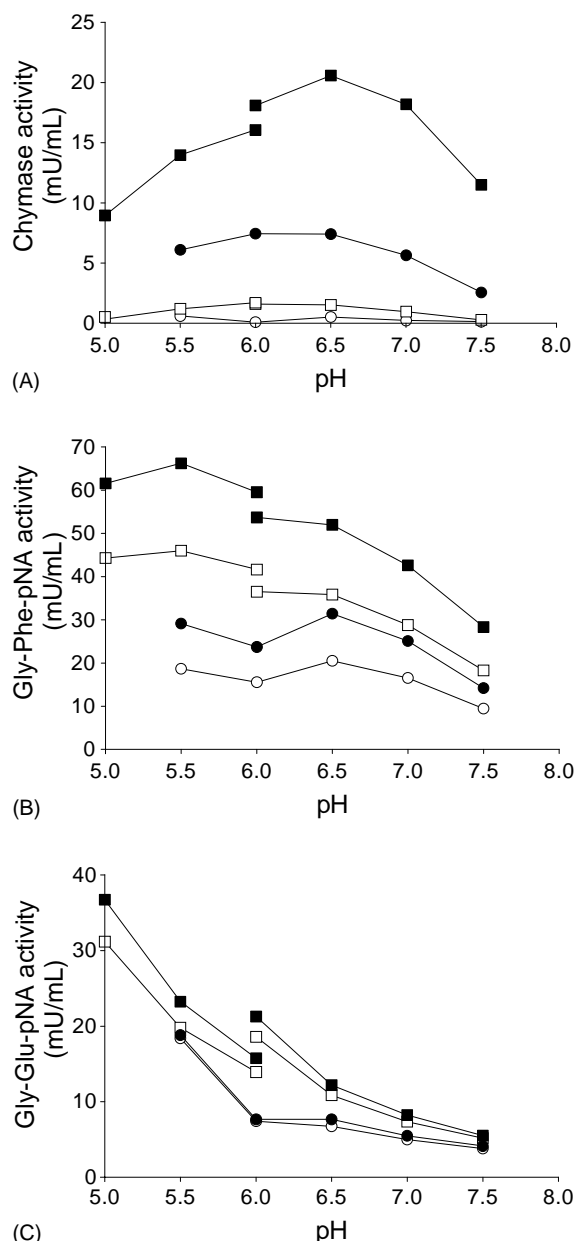 Chymase activity
(mU/mL)
25
20
15
10
5
0
5.0 5.5 6.0 6.5 7.0 7.5 8.0
pH
(A)
Gly-Phe-pNA activity
(mU/mL)
70
60
50
40
30
20
10
0
5.0 5.5 6.0 6.5 7.0 7.5 8.0
pH
(B)
Gly-Glu-pNA activity
(mU/mL)
40
30
20
10
0
5.0 5.5 6.0 6.5 7.0 7.5 8.0
pH
(C)